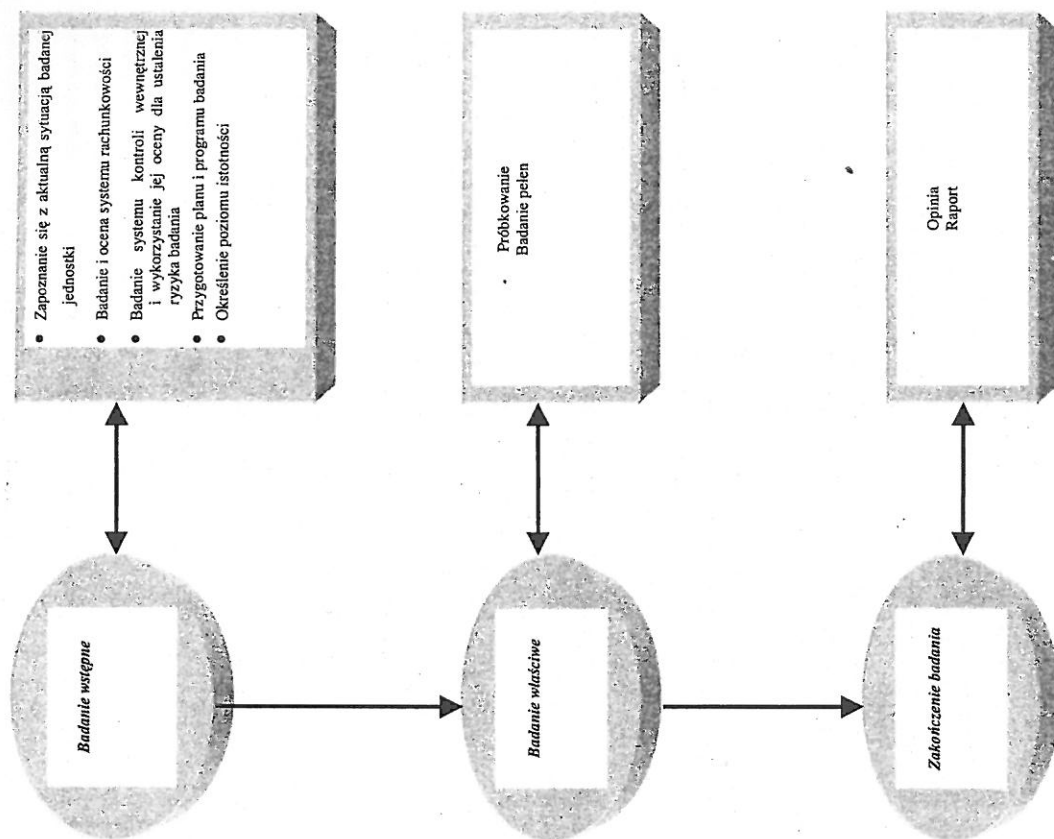 Badanie wstępne
• Zapoznanie się z aktualną sytuacją badanej
jednostki
• Badanie i ocena systemu rachunkowości
• Badanie systemu kontroli wewnętrznej
i wykorzystanie jej oceny dla ustalenia
ryzyka badania
• Przygotowanie planu i programu badania
• Określenie poziomu istotności
Badanie właściwe
Próbkowanie
Badanie pełen
Zakończenie badania
Opinia
Raport